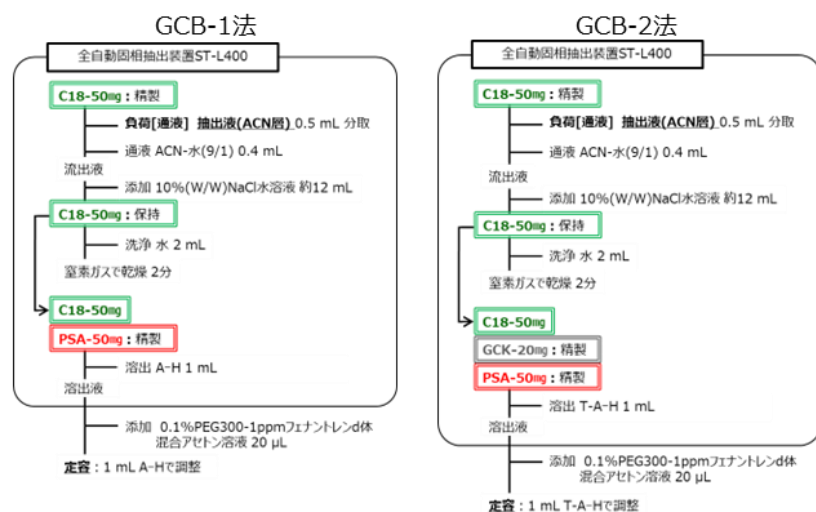 GCB-1法
全自動固相抽出装置ST-L400
C18-50mg:精製
負荷[通液] 抽出液(ACN層) 0.5 mL 分取
通液 ACN-水(9/1) 0.4 mL
流出液
添加 10%(W/W)NaCl水溶液 約12 mL
C18-50mg:保持
洗浄 水 2 mL
窒素ガスで乾燥 2分
C18-50mg
PSA-50mg:精製
溶出 A-H 1 mL
溶出液
添加 0.1%PEG300-1ppmフェナントレンd体
混合アセトン溶液 20 μL
定容:1 mL A-Hで調整
GCB-2法
全自動固相抽出装置ST-L400
C18-50mg:精製
負荷[通液] 抽出液(ACN層) 0.5 mL 分取
通液 ACN-水(9/1) 0.4 mL
流出液
添加 10%(W/W)NaCl水溶液 約12 mL
C18-50mg:保持
洗浄 水 2 mL
窒素ガスで乾燥 2分
C18-50mg
GCK-20mg:精製
PSA-50mg:精製
溶出 T-A-H 1 mL
溶出液
添加 0.1%PEG300-1ppmフェナントレンd体
混合アセトン溶液 20 μL
定容:1 mL T-A-Hで調整